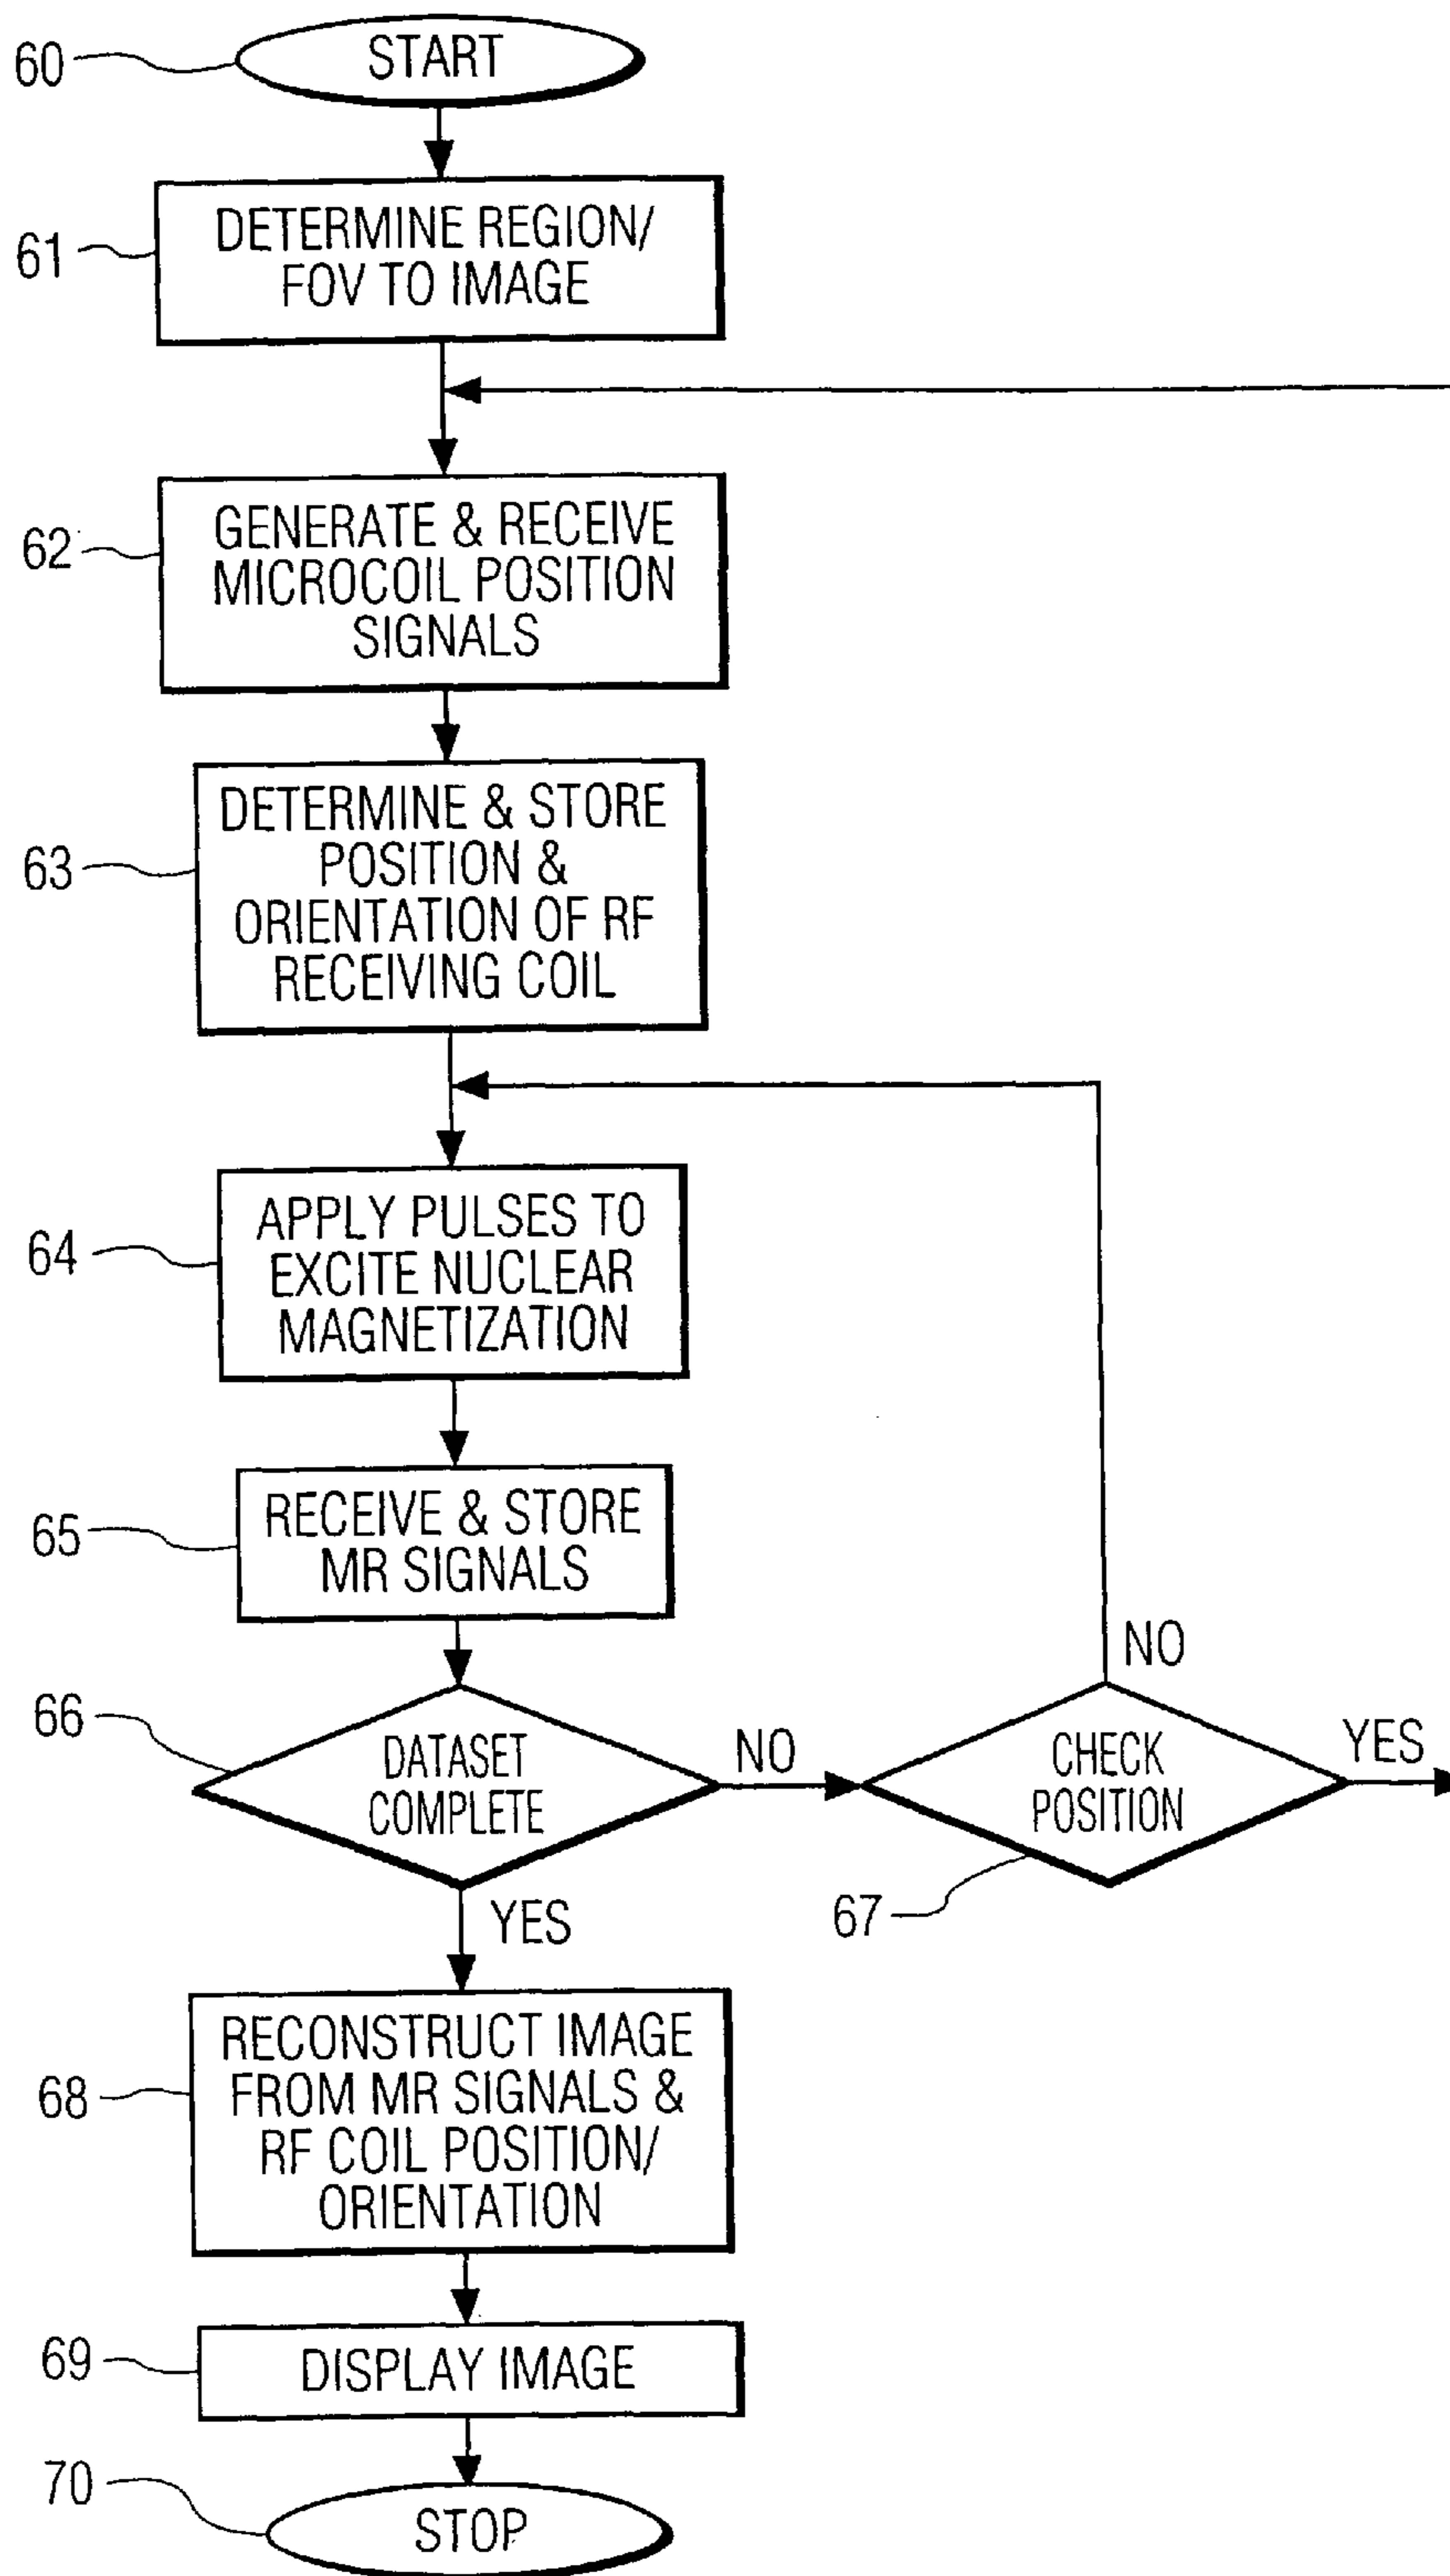 60
START
61
DETERMINE REGION/
FOV TO IMAGE
62
GENERATE & RECEIVE
MICROCOIL POSITION
SIGNALS
63
DETERMINE & STORE
POSITION &
ORIENTATION OF RF
RECEIVING COIL
64
APPLY PULSES TO
EXCITE NUCLEAR
MAGNETIZATION
65
RECEIVE & STORE
MR SIGNALS
66
DATASET
COMPLETE
NO
CHECK
POSITION
NO
YES
67
YES
68
RECONSTRUCT IMAGE
FROM MR SIGNALS &
RF COIL POSITION/
ORIENTATION
69
DISPLAY IMAGE
70
STOP